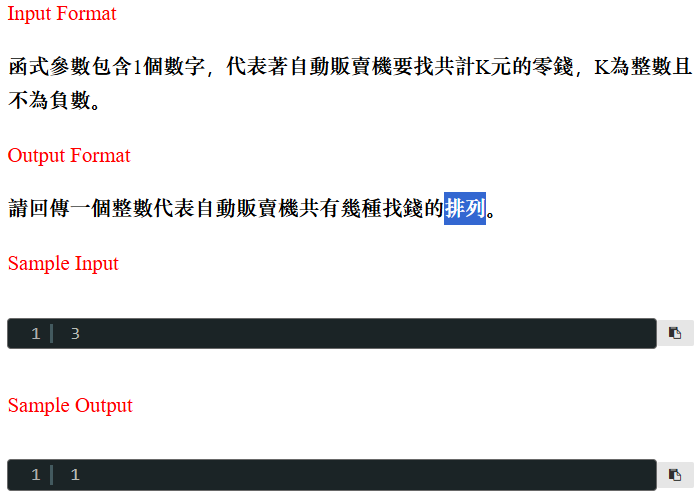 Input Format
函式參數包含1個數字，代表著自動販賣機要找共計K元的零錢，K為整數且
不為負數。
Output Format
請回傳一個整數代表自動販賣機共有幾種找錢的排列。
Sample Input
1 3
Sample Output
1 1